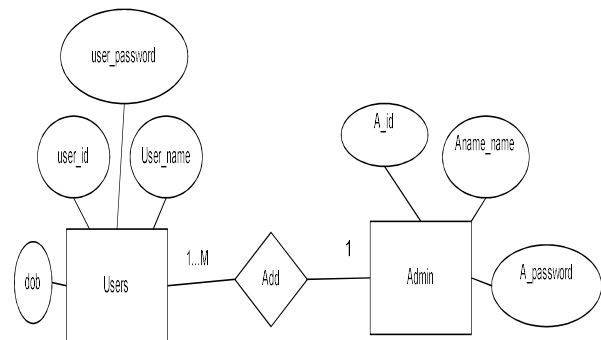 user_password
user_id
User_name
A_id
Aname_name
dob
Users
1...M
Add
1
Admin
A_password